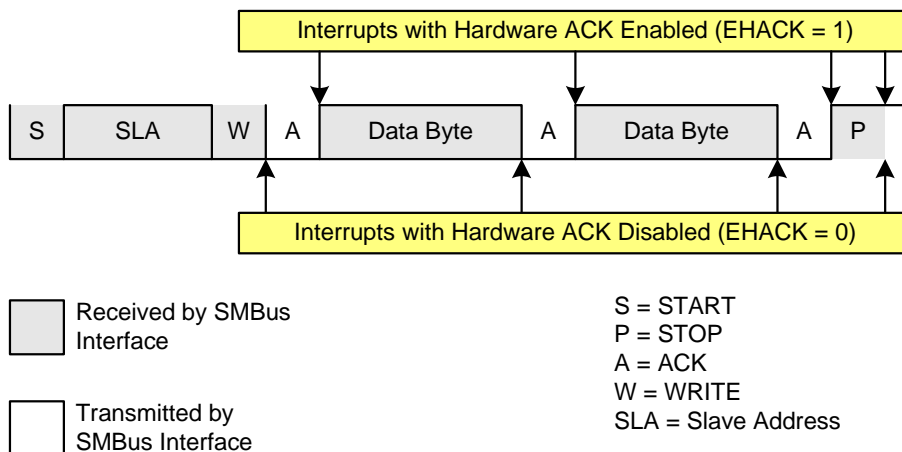 Interrupts with Hardware ACK Enabled (EHACK = 1)
S SLA W A Data Byte A Data Byte A P
Interrupts with Hardware ACK Disabled (EHACK = 0)
Received by SMBus
Interface
Transmitted by
SMBus Interface
S = START
P = STOP
A = ACK
W = WRITE
SLA = Slave Address